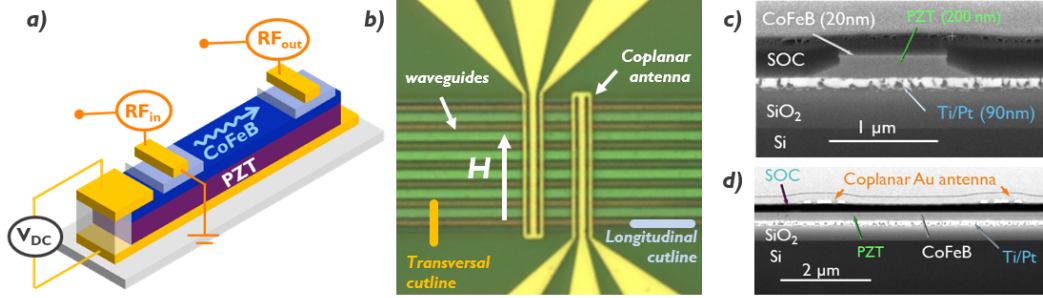 a)
RFout
RFin
CoFeB
PZT
VDC
b)
waveguides
Coplanar
antenna
H
Transversal
cutline
Longitudinal
cutline
c)
CoFeB (20nm)
PZT (200 nm)
SOC
SiO2
Ti/Pt (90nm)
Si
1 μm
d)
SOC
Coplanar Au antenna
SiO2
Si
PZT
CoFeB
Ti/Pt
2 μm